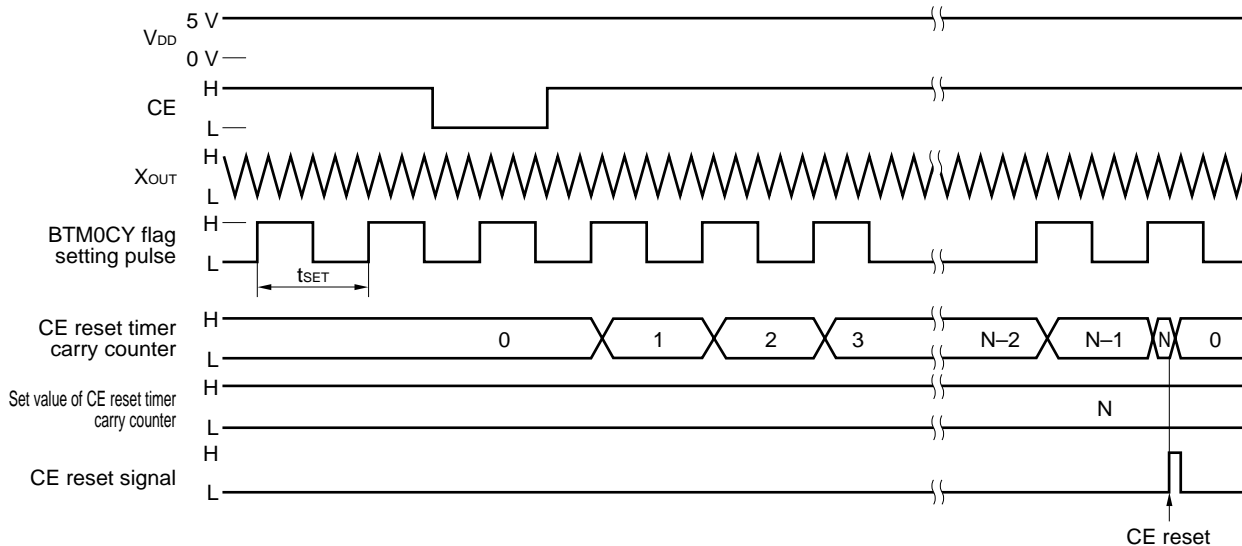 5 V
VDD
0 V
H
CE
L
H
XOUT
L
H
BTM0CY flag
setting pulse
L
tSET
H
CE reset timer
carry counter
L
0 1 2 3 N–2 N–1 N 0
H
Set value of CE reset timer
carry counter
L
N
H
CE reset signal
L
CE reset